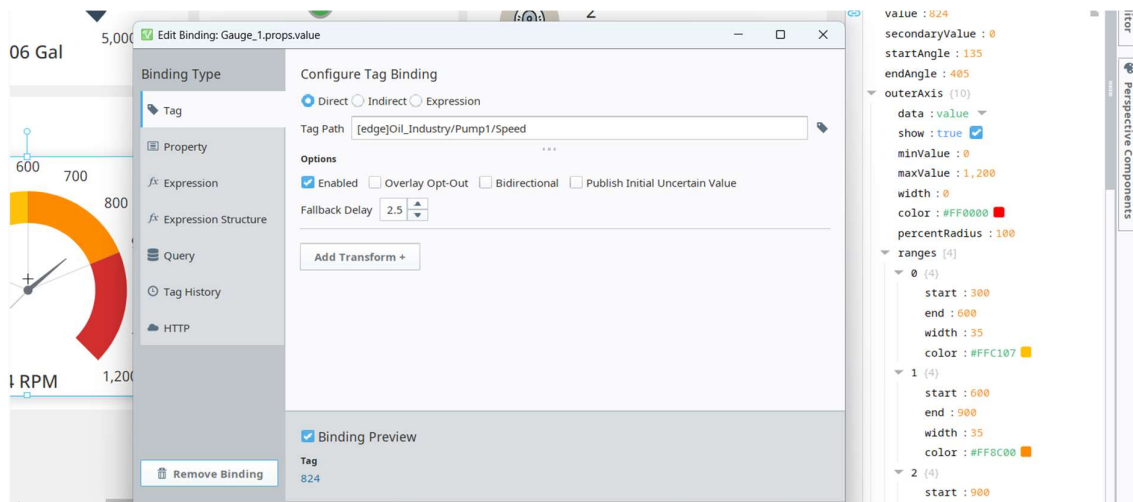 06 Gal
5,000
600
700
800
4 RPM
1,200
2
Edit Binding: Gauge_1.props.value
Binding Type
Tag
Property
fx Expression
fx Expression Structure
Query
Tag History
HTTP
Remove Binding
Configure Tag Binding
Direct Indirect Expression
Tag Path [edge]Oil_Industry/Pump1/Speed
Options
Enabled Overlay Opt-Out Bidirectional Publish Initial Uncertain Value
Fallback Delay 2.5
Add Transform +
Binding Preview
Tag
824
value : 824
secondaryValue : 0
startAngle : 135
endAngle : 405
outerAxis {10}
data : value
show : true
minValue : 0
maxValue : 1,200
width : 0
color : #FF0000
percentRadius : 100
ranges [4]
0 {4}
start : 300
end : 600
width : 35
color : #FFC107
1 {4}
start : 600
end : 900
width : 35
color : #FF8C00
2 {4}
start : 900
Perspective Components